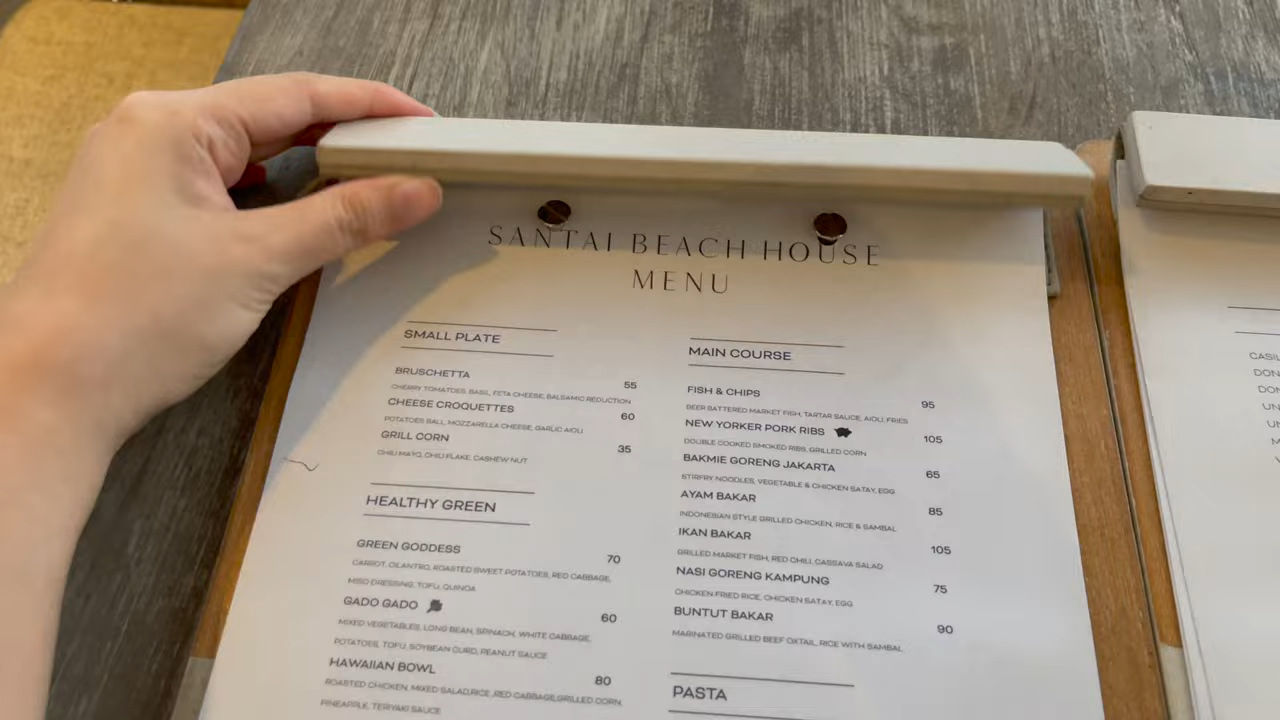 SANTAI BEACH HOUSE
MENU
SMALL PLATE
BRUSCHETTA 55
CHERRY TOMATOES, BASIL, FETA CHEESE, BALSAMIC REDUCTION
CHEESE CROQUETTES 60
POTATOES BALL, MOZZARELLA CHEESE, GARLIC AIOLI
GRILL CORN 35
CHILI MAYO, CHILI FLAKE, CASHEW NUT
HEALTHY GREEN
GREEN GODDESS 70
CARROT, CILANTRO, ROASTED SWEET POTATOES, RED CABBAGE,
MISO DRESSING, TOFU, QUINOA
GADO GADO 60
MIXED VEGETABLES, LONG BEAN, SPINACH, WHITE CABBAGE,
POTATOES, TOFU, SOYBEAN CURD, PEANUT SAUCE
HAWAIIAN BOWL 80
ROASTED CHICKEN, MIXED SALAD,RICE ,RED CABBAGE,GRILLED CORN,
PINEAPPLE, TERIYAKI SAUCE
MAIN COURSE
FISH & CHIPS 95
BEER BATTERED MARKET FISH, TARTAR SAUCE, AIOLI, FRIES
NEW YORKER PORK RIBS 105
DOUBLE COOKED SMOKED RIBS, GRILLED CORN
BAKMIE GORENG JAKARTA 65
STIRFRY NOODLES, VEGETABLE & CHICKEN SATAY, EGG
AYAM BAKAR 85
INDONESIAN STYLE GRILLED CHICKEN, RICE & SAMBAL
IKAN BAKAR 105
GRILLED MARKET FISH, RED CHILI, CASSAVA SALAD
NASI GORENG KAMPUNG 75
CHICKEN FRIED RICE, CHICKEN SATAY, EGG
BUNTUT BAKAR 90
MARINATED GRILLED BEEF OXTAIL, RICE WITH SAMBAL
PASTA